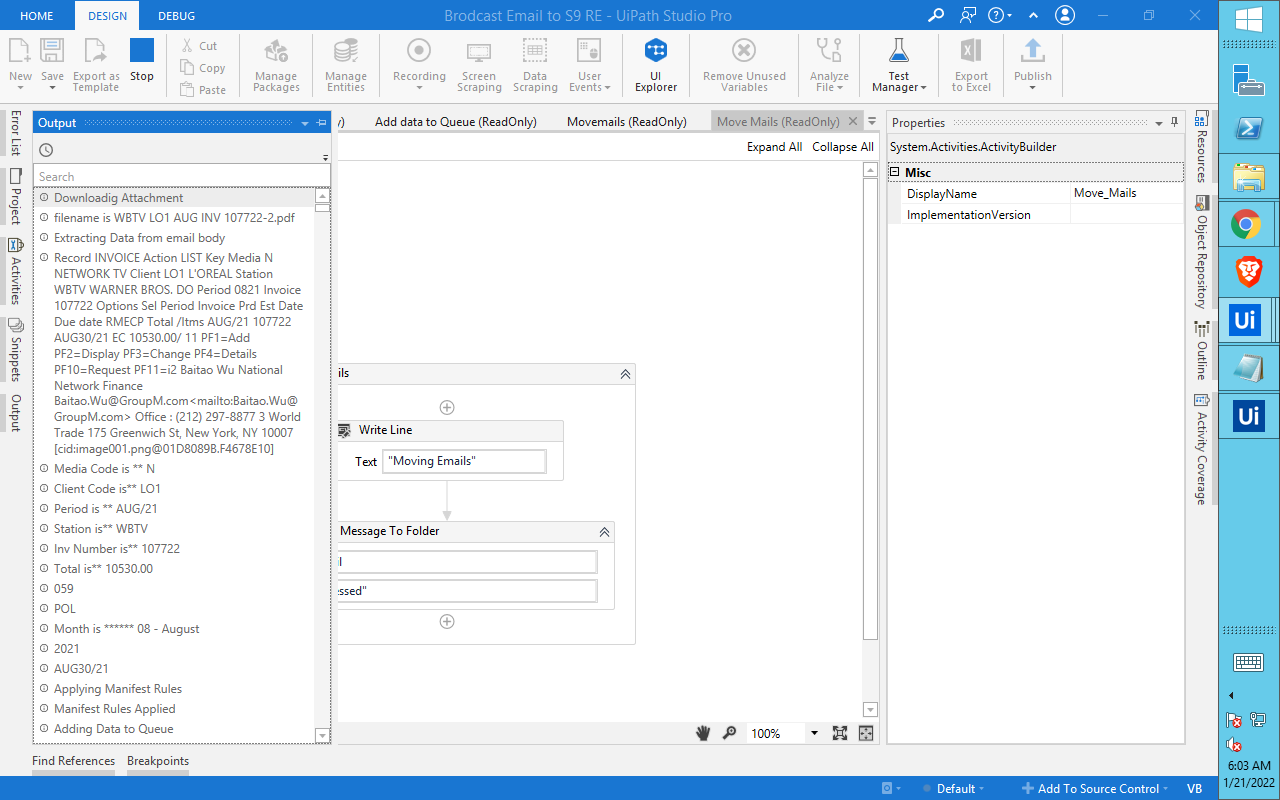 HOME DESIGN DEBUG Brodcast Email to S9 RE - UiPath Studio Pro
New Save Export as Template Stop
Cut
Copy
Paste
Manage Packages
Manage Entities
Recording
Screen Scraping
Data Scraping
User Events
UI Explorer
Remove Unused Variables
Analyze File
Test Manager
Export to Excel
Publish
Error List
Project
Activities
Snippets
Output
Output
Search
Downloadig Attachment
filename is WBTV LO1 AUG INV 107722-2.pdf
Extracting Data from email body
Record INVOICE Action LIST Key Media N
NETWORK TV Client LO1 L'OREAL Station
WBTV WARNER BROS. DO Period 0821 Invoice
107722 Options Sel Period Invoice Prd Est Date
Due date RMECP Total /Itms AUG/21 107722
AUG30/21 EC 10530.00/ 11 PF1=Add
PF2=Display PF3=Change PF4=Details
PF10=Request PF11=i2 Baitao Wu National
Network Finance
Baitao.Wu@GroupM.com<mailto:Baitao.Wu@
GroupM.com> Office : (212) 297-8877 3 World
Trade 175 Greenwich St, New York, NY 10007
[cid:image001.png@01D8089B.F4678E10]
Media Code is ** N
Client Code is** LO1
Period is ** AUG/21
Station is** WBTV
Inv Number is** 107722
Total is** 10530.00
059
POL
Month is ****** 08 - August
2021
AUG30/21
Applying Manifest Rules
Manifest Rules Applied
Adding Data to Queue
y) Add data to Queue (ReadOnly) Movemails (ReadOnly) Move Mails (ReadOnly)
Expand All Collapse All
ils
Write Line
Text "Moving Emails"
Message To Folder
il
essed"
100%
Properties
System.Activities.ActivityBuilder
Misc
DisplayName Move_Mails
ImplementationVersion
Resources
Object Repository
Outline
Activity Coverage
Find References Breakpoints
Default Add To Source Control VB
Ui
Ui
6:03 AM
1/21/2022